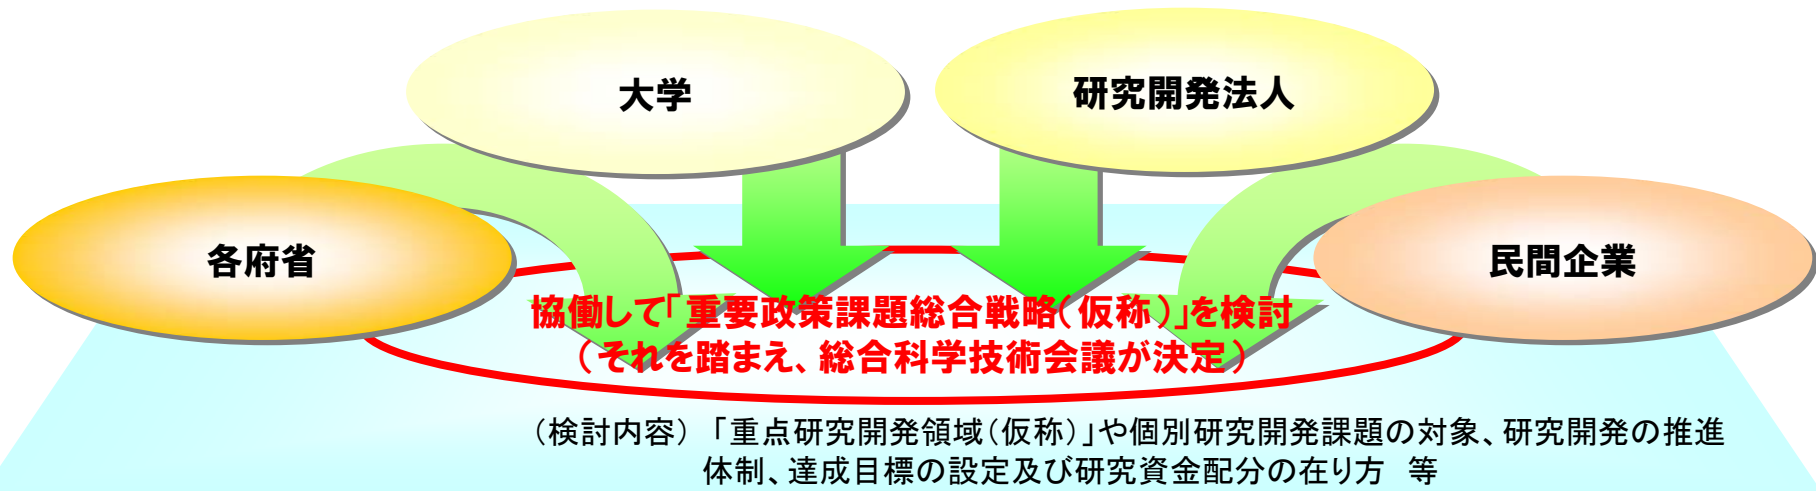 大学
研究開発法人
各府省
民間企業
協働して「重要政策課題総合戦略(仮称)」を検討
(それを踏まえ、総合科学技術会議が決定)
(検討内容) 「重点研究開発領域(仮称)」や個別研究開発課題の対象、研究開発の推進
体制、達成目標の設定及び研究資金配分の在り方　等